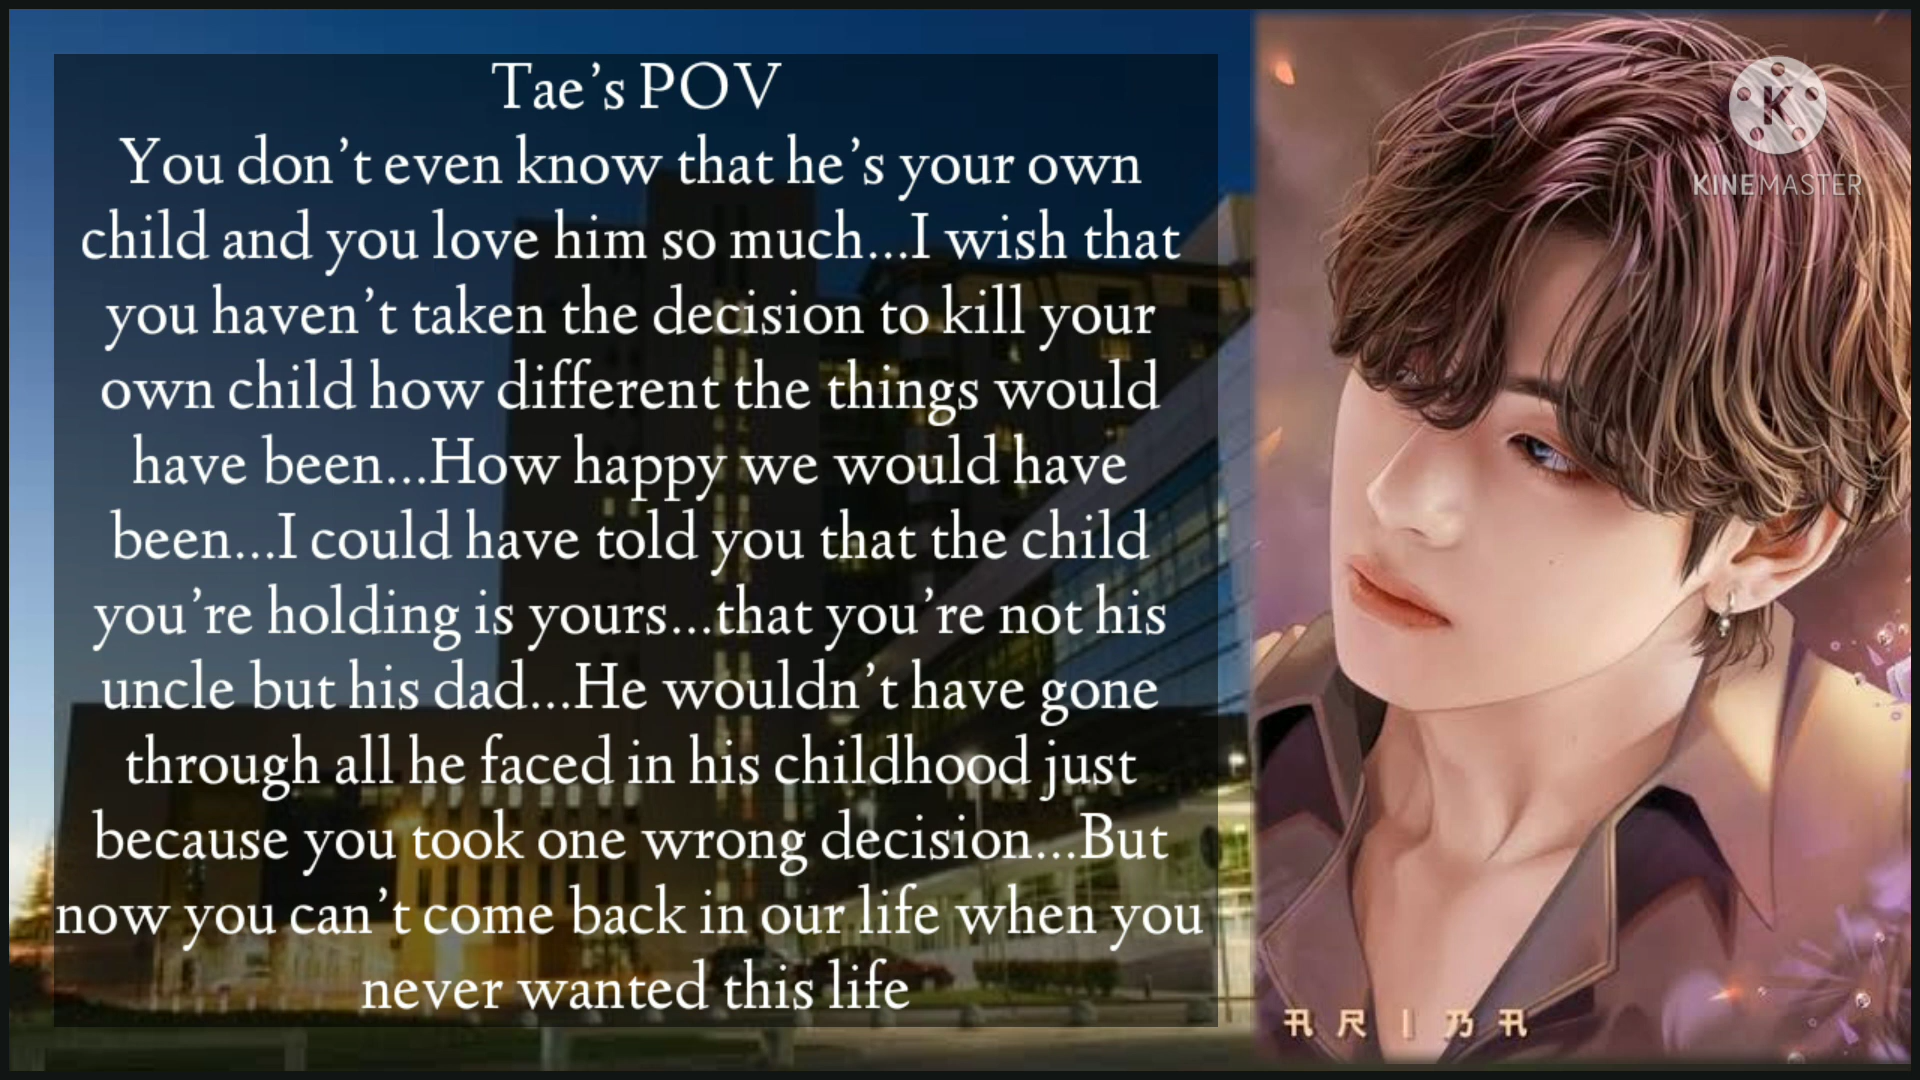 Tae's POV
You don't even know that he's your own
child and you love him so much...I wish that
you haven't taken the decision to kill your
own child how different the things would
have been...How happy we would have
been...I could have told you that the child
you're holding is yours...that you're not his
uncle but his dad...He wouldn't have gone
through all he faced in his childhood just
because you took one wrong decision...But
now you can't come back in our life when you
never wanted this life
K
KINEMASTER
卂尺丨乃卂